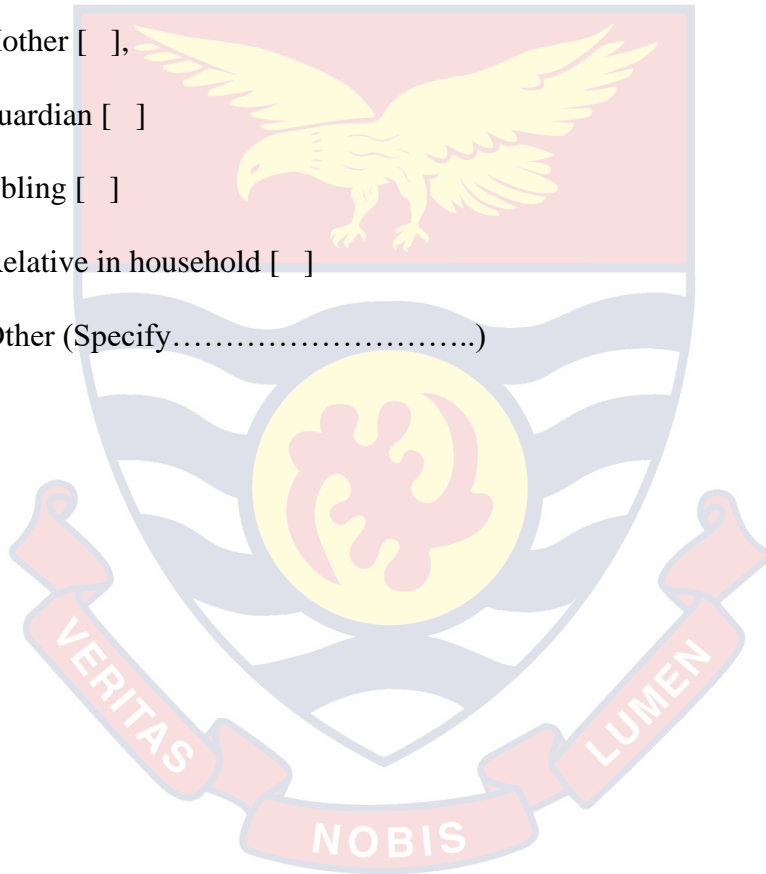 other [   ],
uardian [   ]
bling [   ]
elative in household [   ]
ther (Specify………………………..)
VERITAS
NOBIS
LUMEN